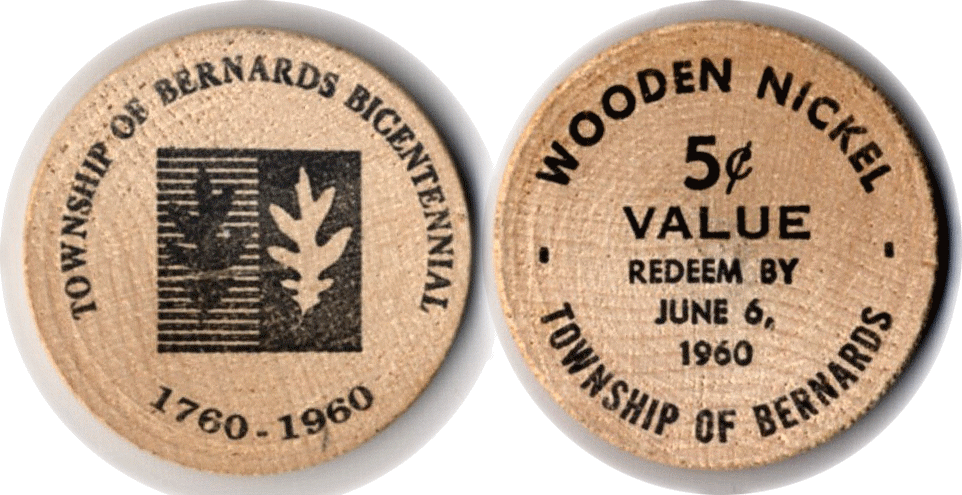 TOWNSHIP OF BERNARDS BICENTENNIAL
1760-1960
WOODEN NICKEL
5¢
VALUE
REDEEM BY
JUNE 6,
1960
TOWNSHIP OF BERNARDS